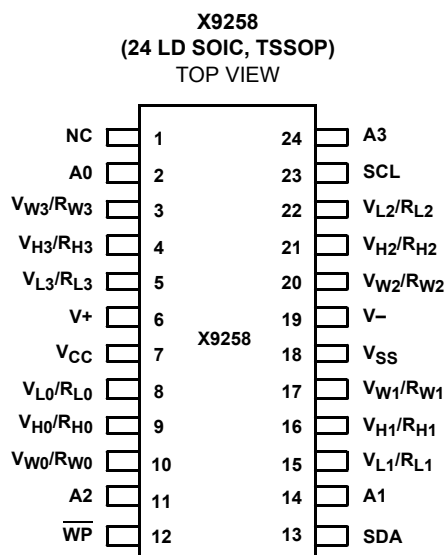 X9258
(24 LD SOIC, TSSOP)
TOP VIEW
NC 1 24 A3
A0 2 23 SCL
VW3/RW3 3 22 VL2/RL2
VH3/RH3 4 21 VH2/RH2
VL3/RL3 5 20 VW2/RW2
V+ 6 19 V–
X9258
VCC 7 18 VSS
VL0/RL0 8 17 VW1/RW1
VH0/RH0 9 16 VH1/RH1
VW0/RW0 10 15 VL1/RL1
A2 11 14 A1
WP 12 13 SDA